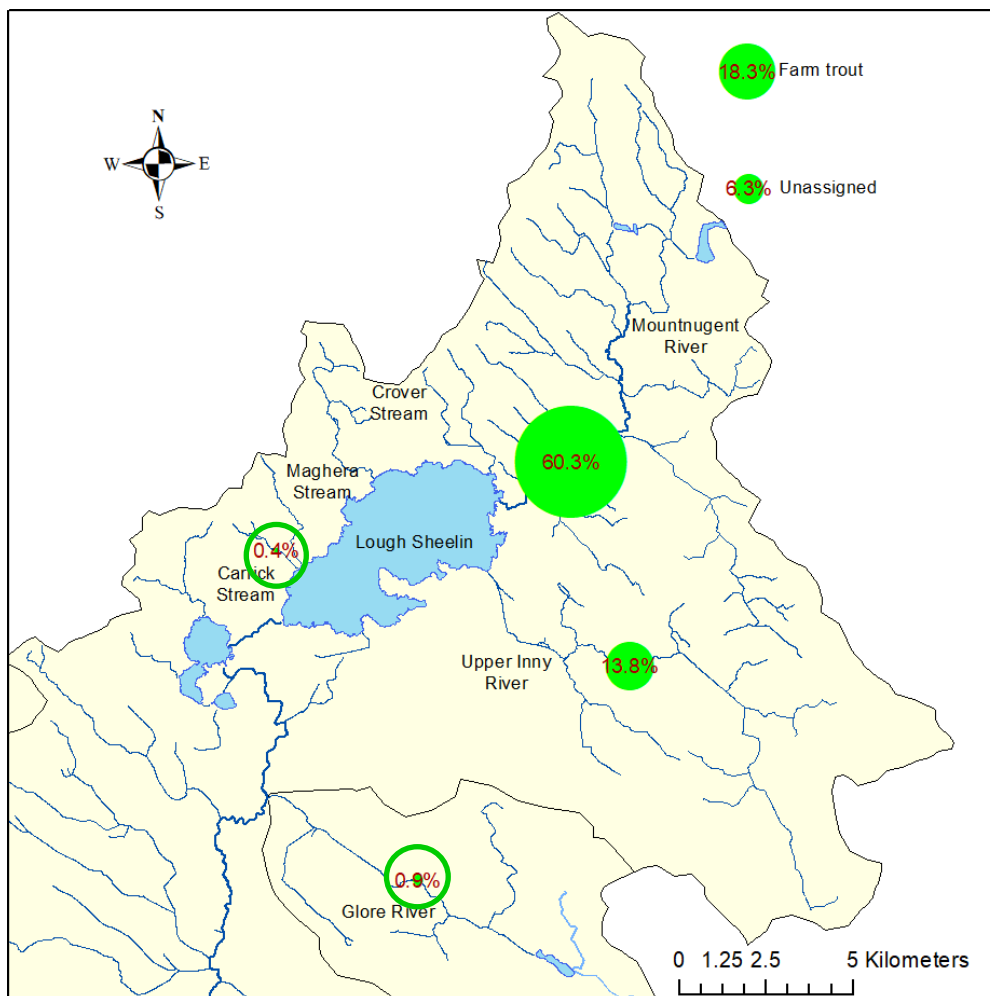 18.3% Farm trout
N
W E
S
6.3% Unassigned
Mountnugent
River
Crover
Stream
60.3%
Maghera
Stream
Lough Sheelin
0.4%
Carrick
Stream
Upper Inny
River
13.8%
0.9%
Glore River
0 1.25 2.5 5 Kilometers